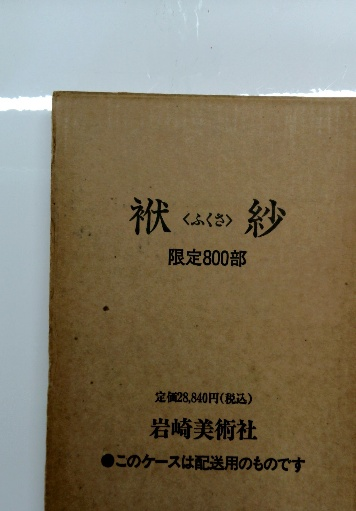 袱〈ふくさ〉紗
限定800部
定価28,840円(税込)
岩崎美術社
●このケースは配送用のものです